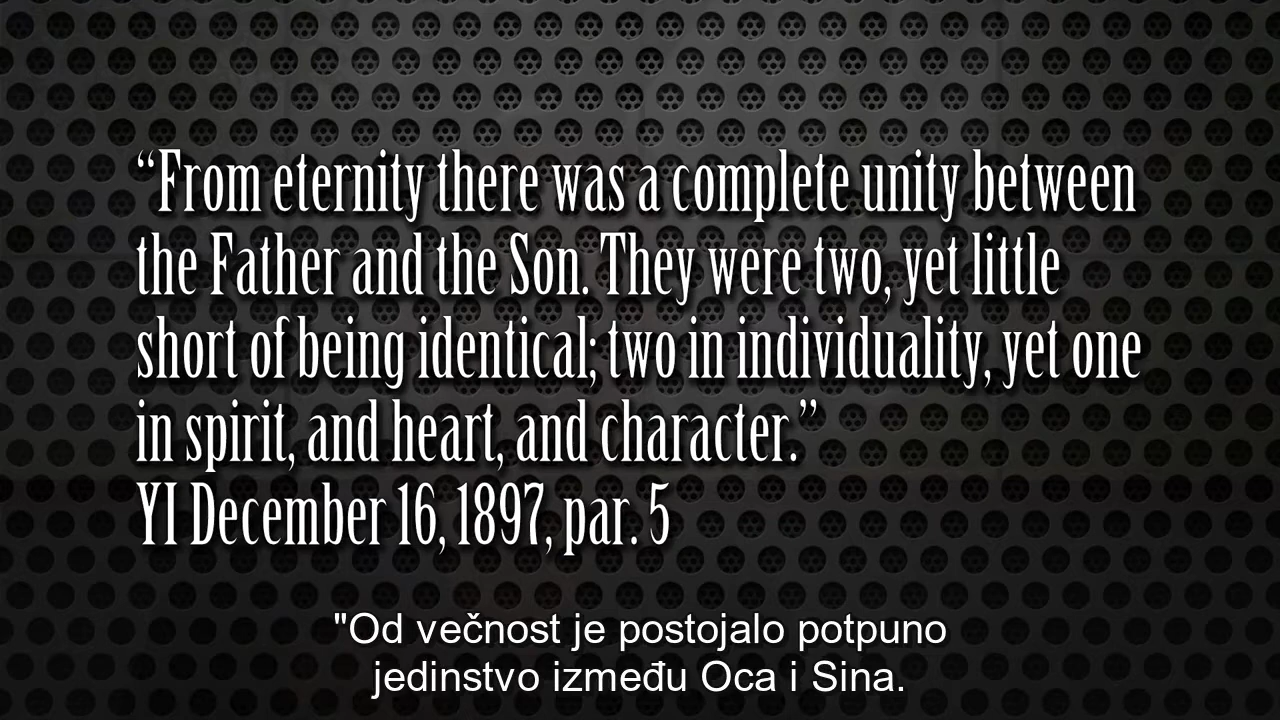 “From eternity there was a complete unity between
the Father and the Son. They were two, yet little
short of being identical; two in individuality, yet one
in spirit, and heart, and character.”
YI December 16, 1897, par. 5
"Od večnost je postojalo potpuno
jedinstvo između Oca i Sina.